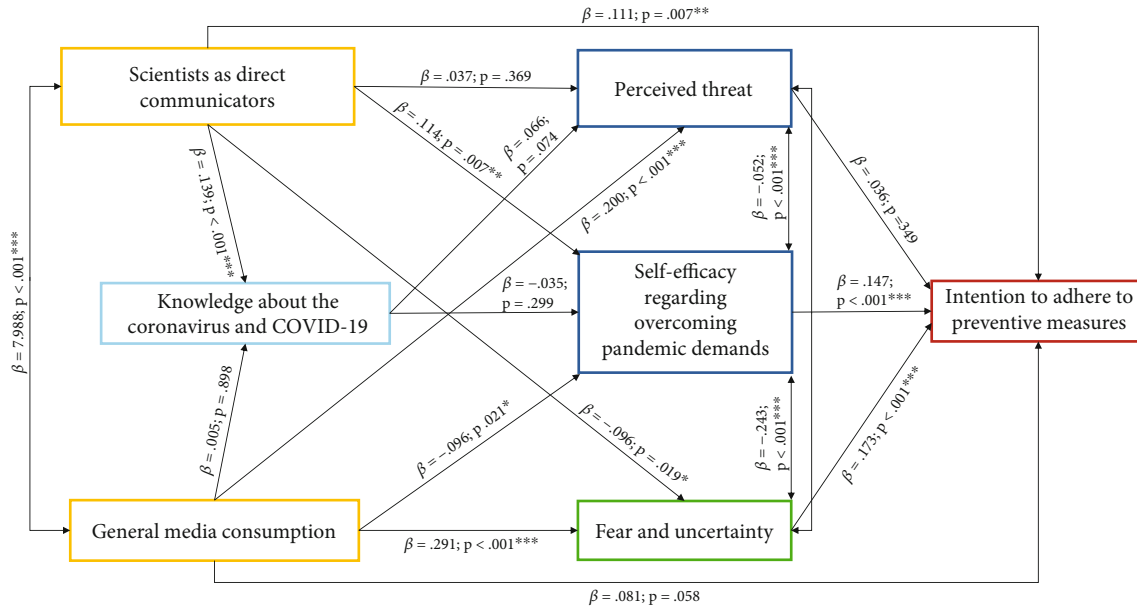 β = .111; p = .007**
Scientists as direct
communicators
β = .037; p = .369
Perceived threat
β = .114; p = .007**
β = .066;
p = .074
β = .139; p < .001***
β = .200; p < .001***
β = −.052;
p < .001***
β = .036; p =349
β = 7.988; p < .001***
Knowledge about the
coronavirus and COVID-19
β = −.035;
p = .299
Self-efficacy
regarding
overcoming
pandemic demands
β = .147;
p < .001***
Intention to adhere to
preventive measures
β = .005; p = .898
β = −.096; p .021*
β = −.096; p = .019*
β = −.243;
p < .001***
β = .173; p < .001***
General media consumption
β = .291; p < .001***
Fear and uncertainty
β = .081; p = .058